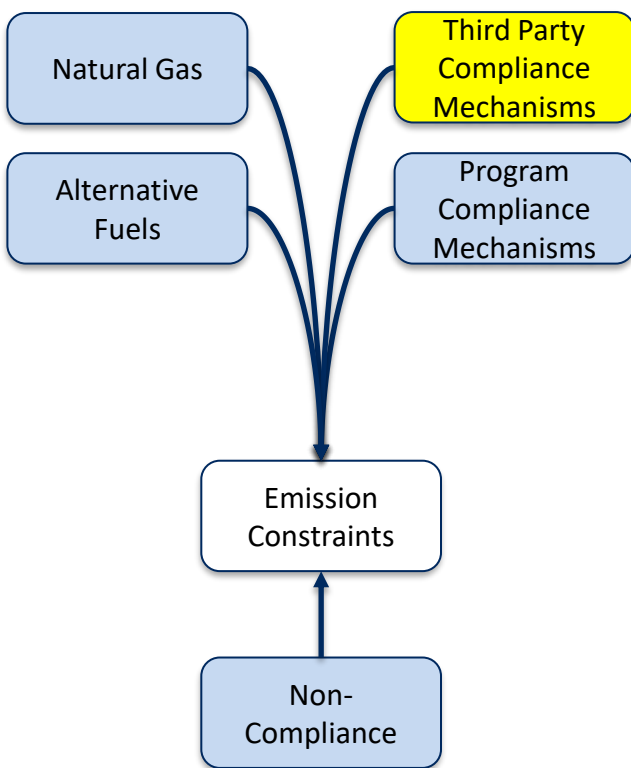 Natural Gas
Third Party
Compliance
Mechanisms
Alternative
Fuels
Program
Compliance
Mechanisms
Emission
Constraints
Non-
Compliance